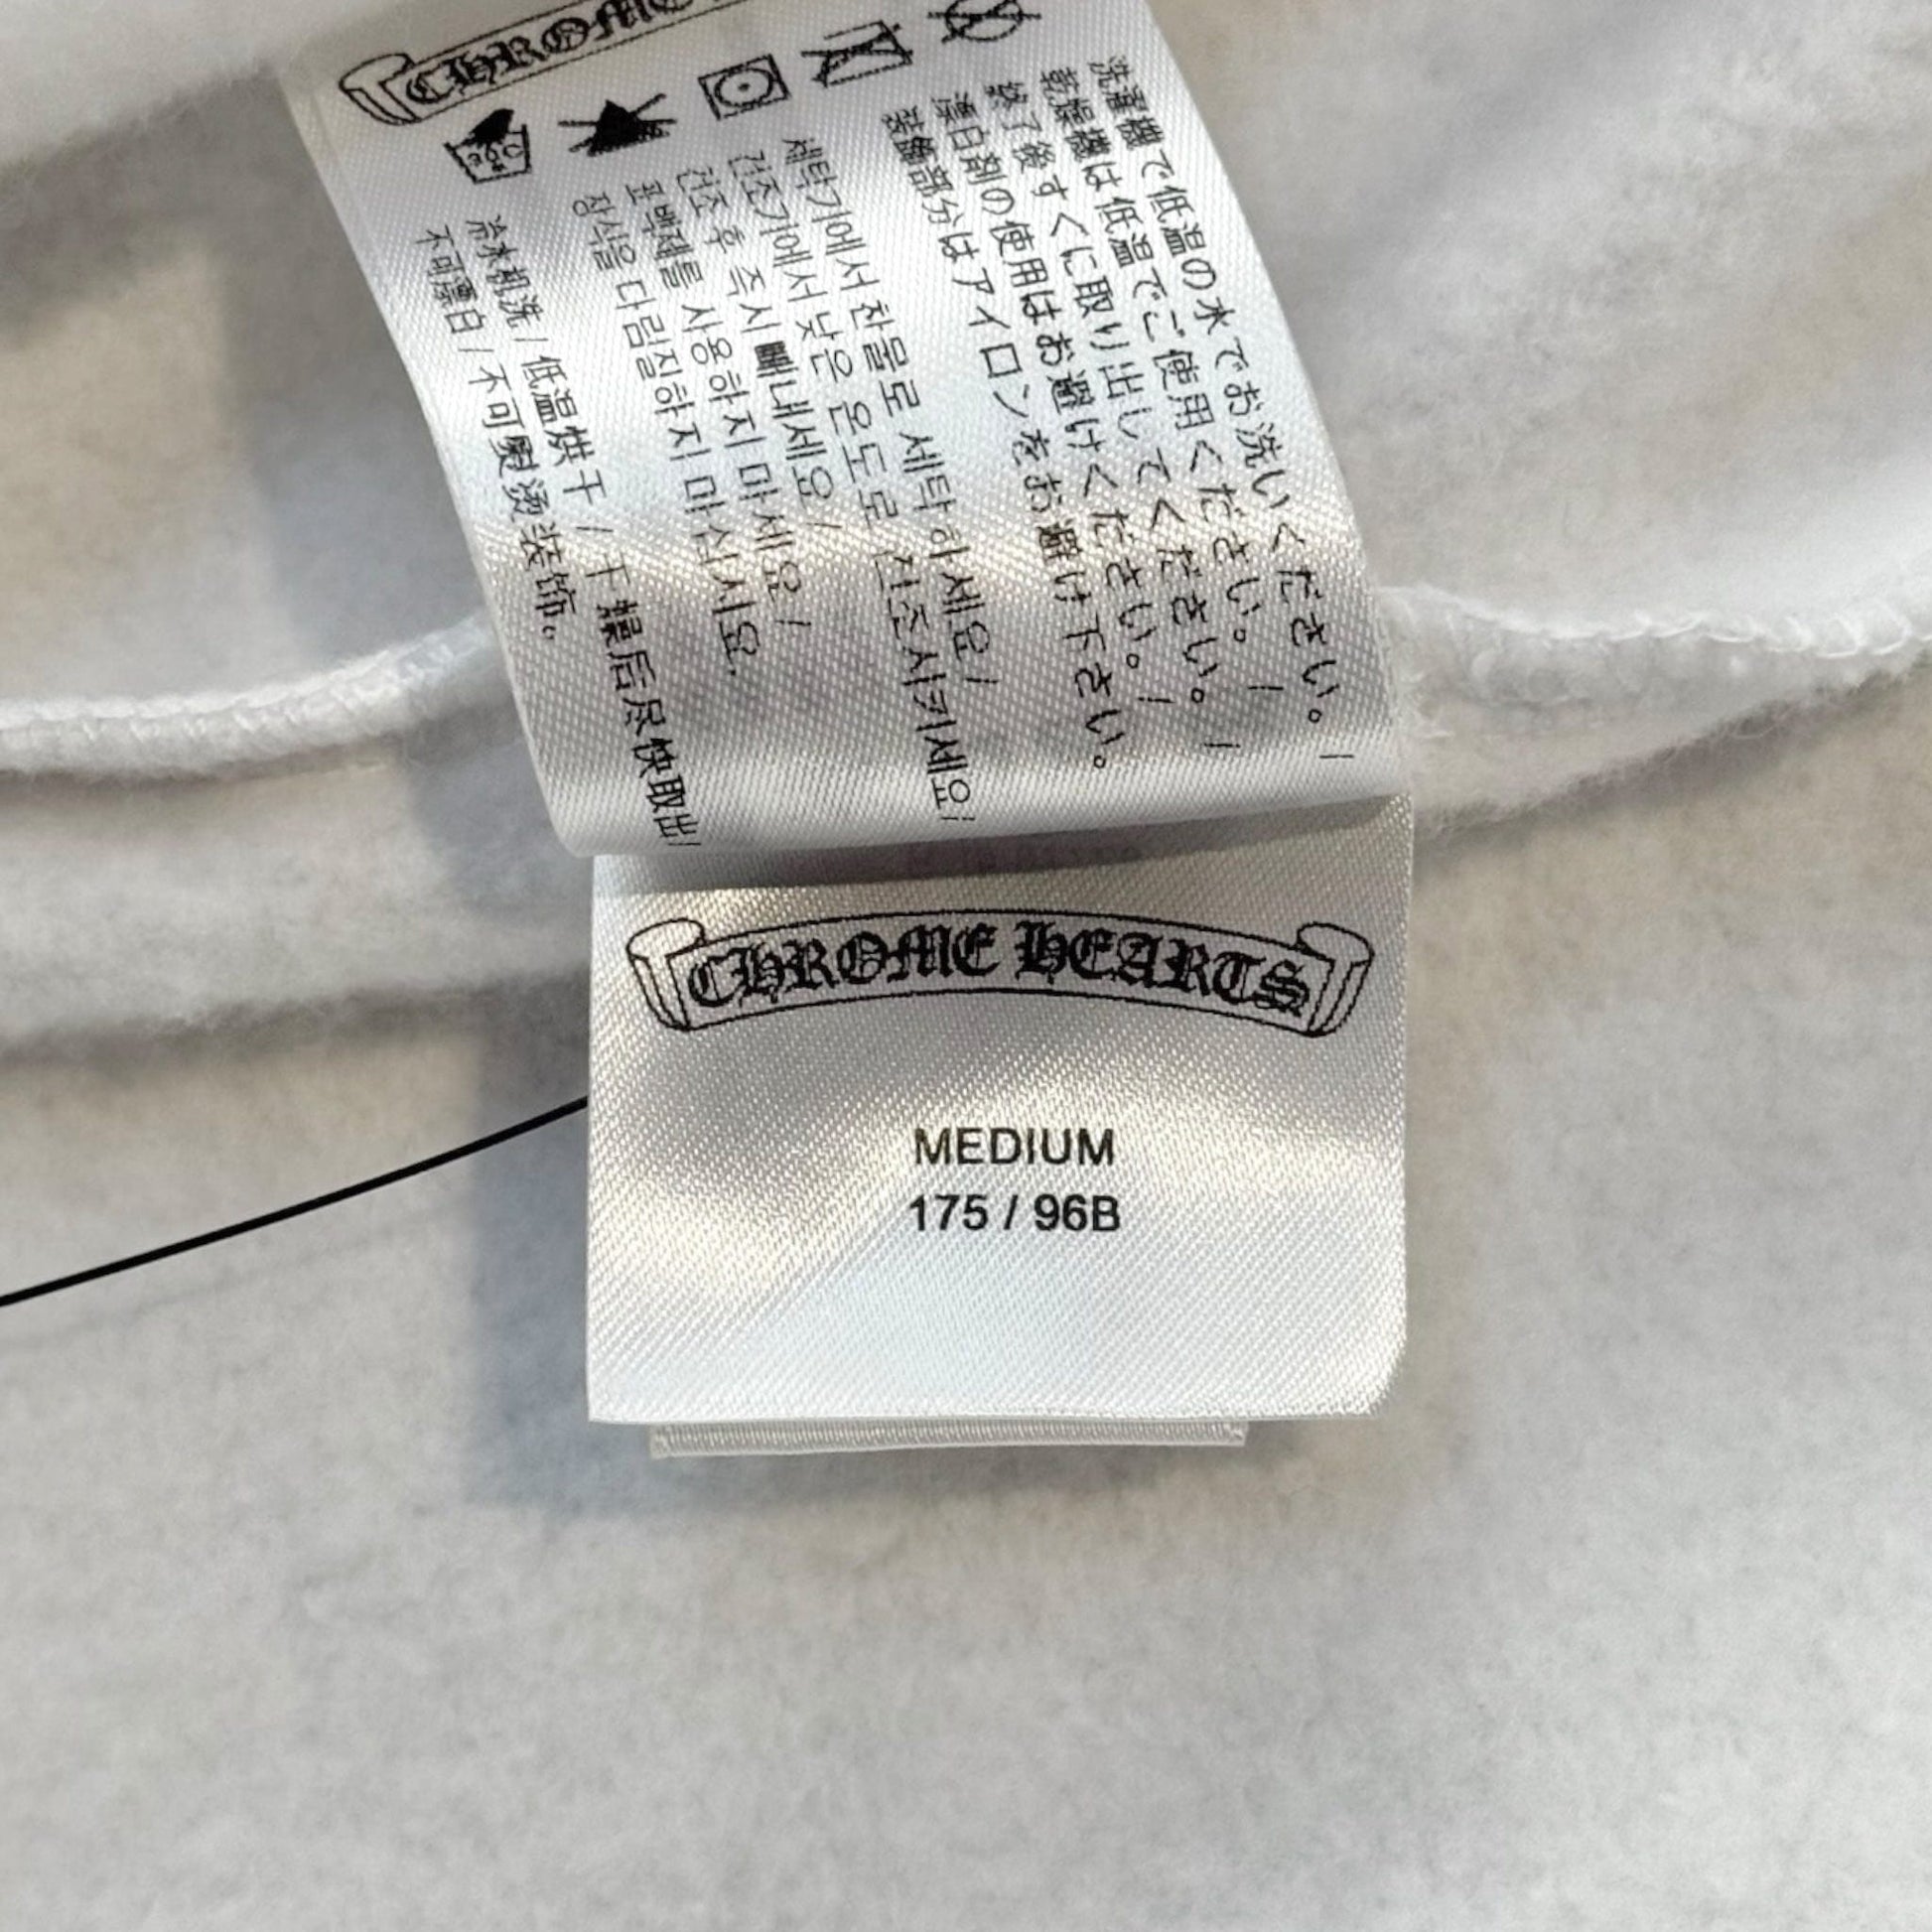 CHROME
洗濯機で低温の水でお洗いください。/
乾燥機は低温でご使用ください。/
終了後すぐに取り出してください。/
漂白剤の使用はお避けください。/
装飾部分はアイロンをお避け下さい。
세탁기에서 찬물로 세탁하세요 /
건조기에서 낮은 온도로 건조시키세요/
건조 후 즉시 빼내세요 /
표백제를 사용하지 마세요 /
장식을 다림질하지 마십시요.
冷水机洗 / 低温烘干 / 干燥后尽快取出/
不可漂白 / 不可熨烫装饰。
CHROME HEARTS
MEDIUM
175 / 96B